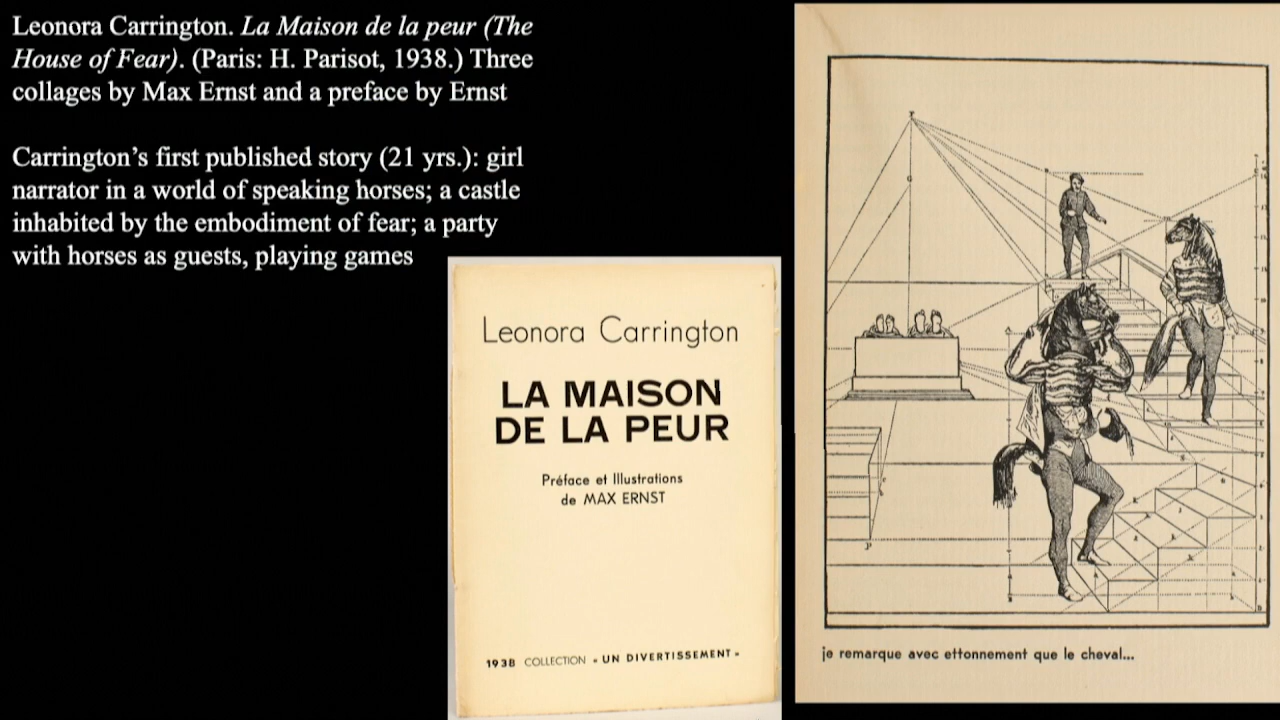 Leonora Carrington. La Maison de la peur (The
House of Fear). (Paris: H. Parisot, 1938.) Three
collages by Max Ernst and a preface by Ernst
Carrington’s first published story (21 yrs.): girl
narrator in a world of speaking horses; a castle
inhabited by the embodiment of fear; a party
with horses as guests, playing games
Leonora Carrington
LA MAISON
DE LA PEUR
Préface et Illustrations
de MAX ERNST
1938 COLLECTION « UN DIVERTISSEMENT »
je remarque avec ettonnement que le cheval...